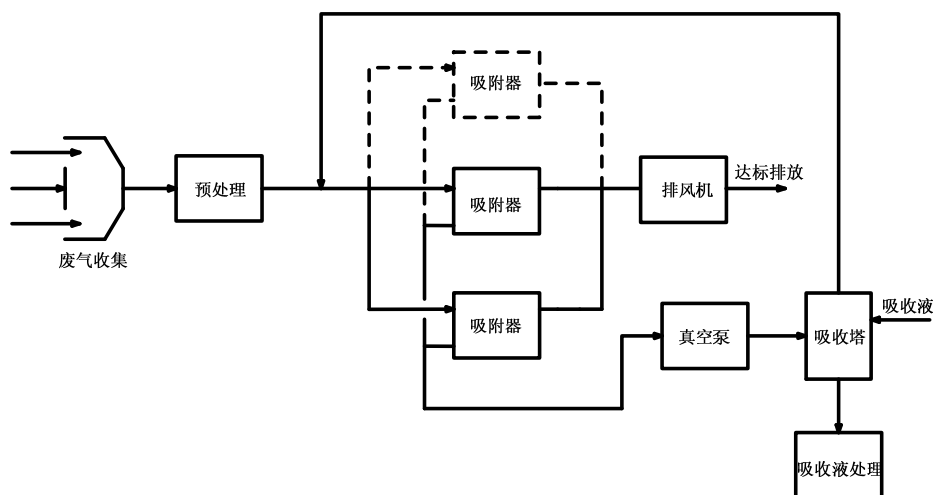 吸附器
达标排放
预处理
排风机
吸附器
废气收集
吸收液
吸附器
真空泵
吸收塔
吸收液处理